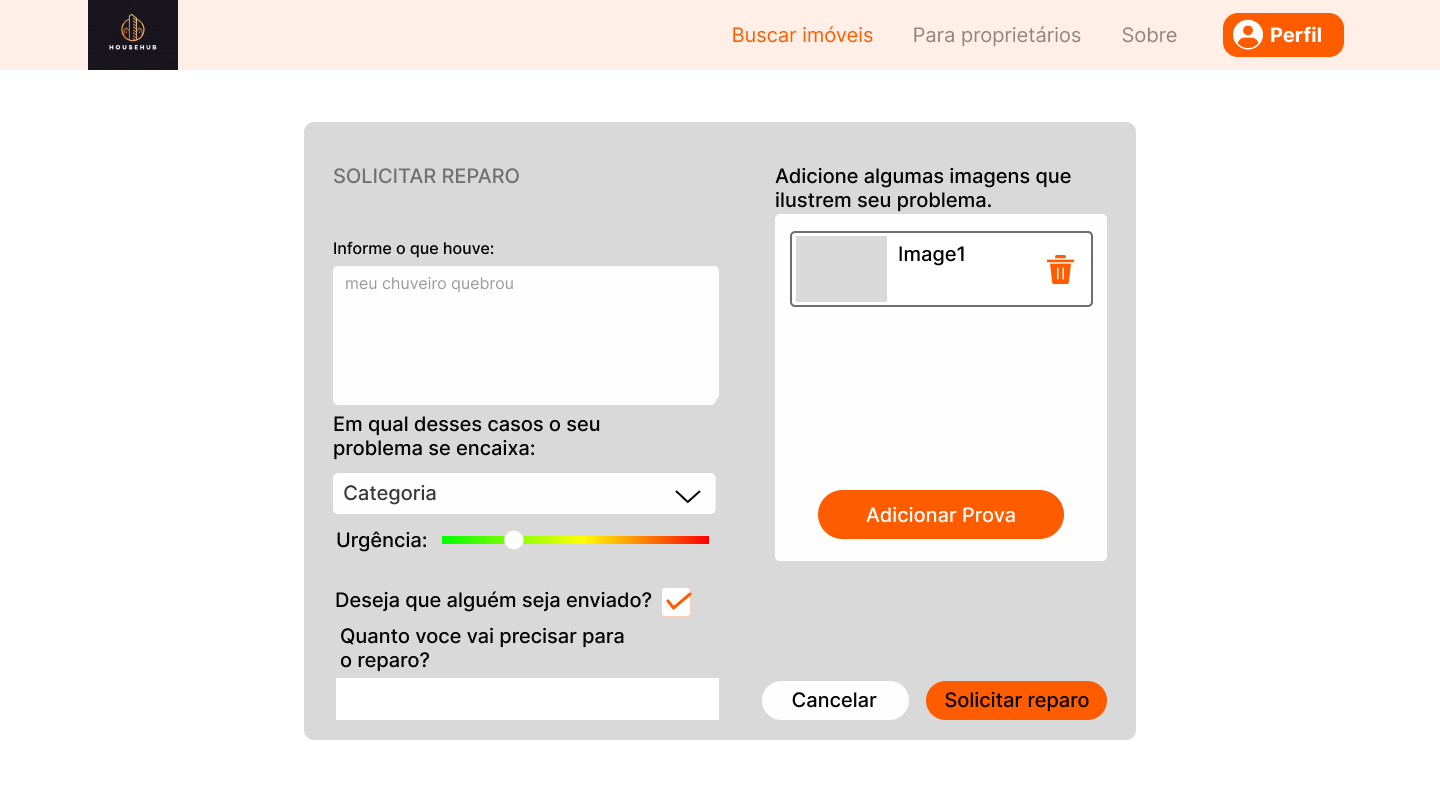 HOUSEHUB
Buscar imóveis
Para proprietários
Sobre
Perfil
SOLICITAR REPARO
Informe o que houve:
meu chuveiro quebrou
Em qual desses casos o seu
problema se encaixa:
Categoria
Urgência:
Deseja que alguém seja enviado?
Quanto voce vai precisar para
o reparo?
Adicione algumas imagens que
ilustrem seu problema.
Image1
Adicionar Prova
Cancelar
Solicitar reparo